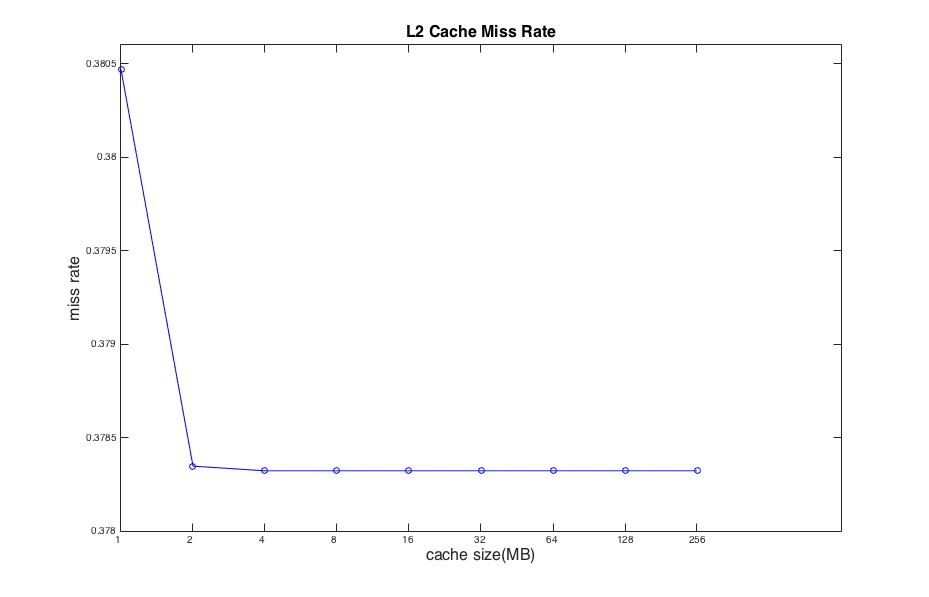 L2 Cache Miss Rate
0.3805
0.38
0.3795
0.379
0.3785
0.378
miss rate
1 2 4 8 16 32 64 128 256
cache size(MB)